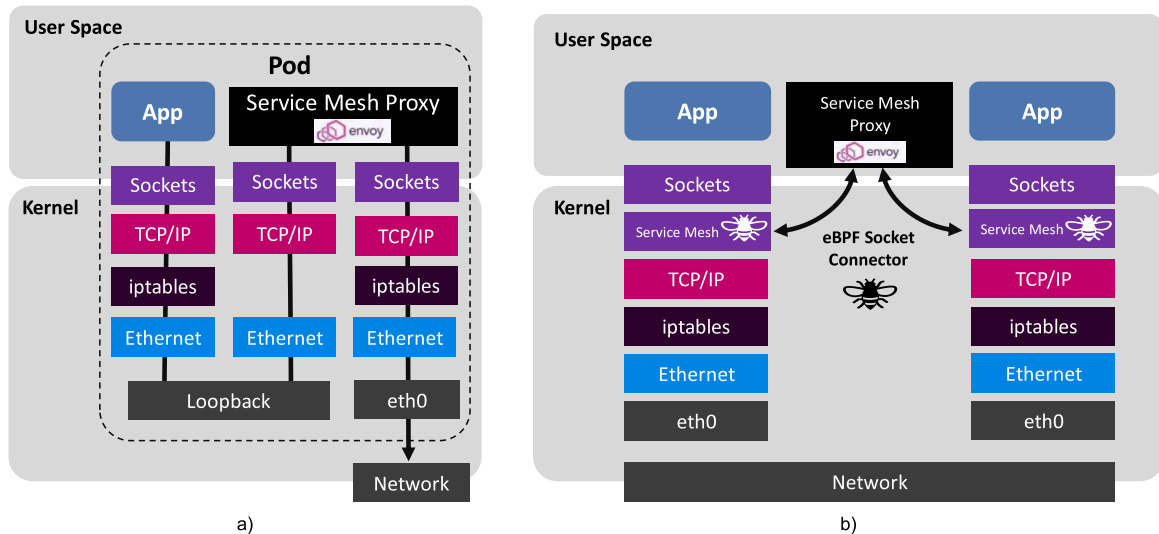 User Space
Pod
App
Service Mesh Proxy
envoy
Sockets
Sockets
Sockets
Kernel
TCP/IP
TCP/IP
TCP/IP
iptables
iptables
Ethernet
Ethernet
Ethernet
Loopback
eth0
Network
a)
User Space
App
Service Mesh
Proxy
envoy
App
Sockets
Sockets
Kernel
Service Mesh
eBPF Socket
Connector
Service Mesh
TCP/IP
TCP/IP
iptables
iptables
Ethernet
Ethernet
eth0
eth0
Network
b)